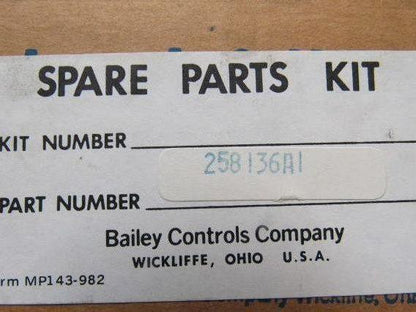 SPARE PARTS KIT
KIT NUMBER
258136A1
PART NUMBER
Bailey Controls Company
WICKLIFFE, OHIO U.S.A.
rm MP143-982